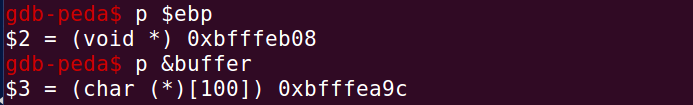 gdb-peda$ p $ebp
$2 = (void *) 0xbfffeb08
gdb-peda$ p &buffer
$3 = (char (*)[100]) 0xbfffea9c